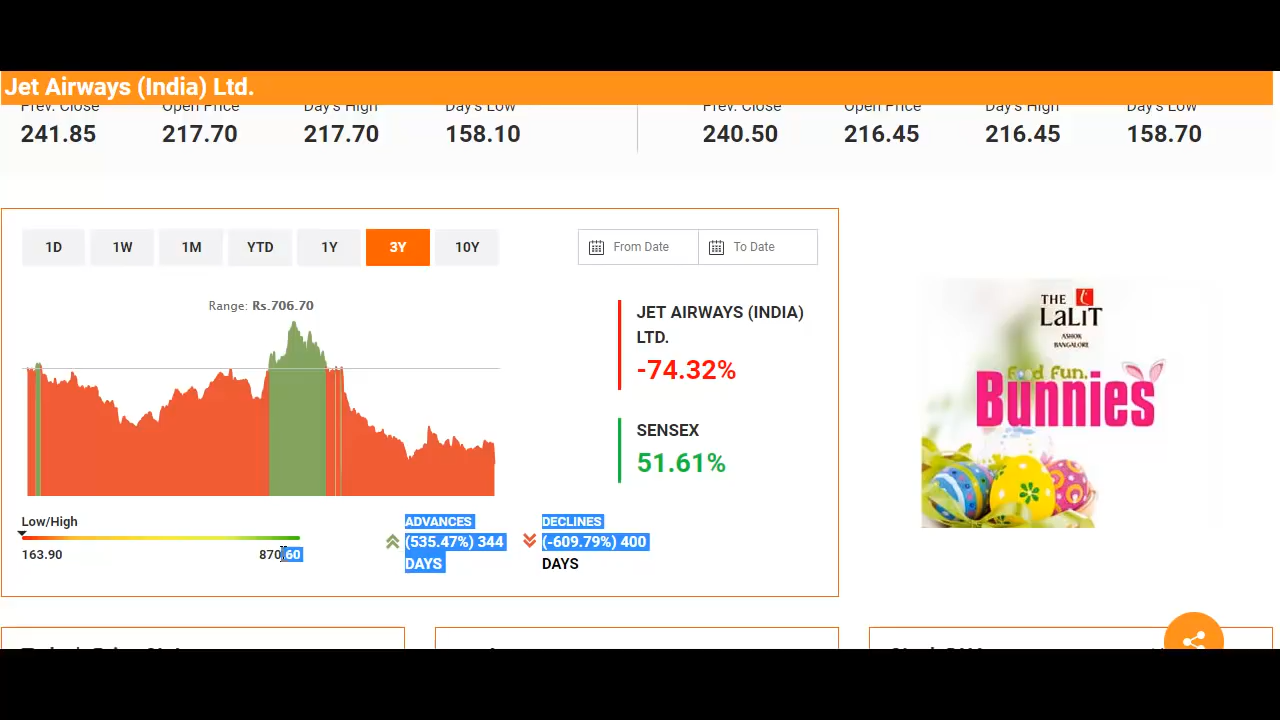 Jet Airways (India) Ltd.
Prev. Close Open Price Day's High Day's Low Prev. Close Open Price Day's High Day's Low
241.85 217.70 217.70 158.10 240.50 216.45 216.45 158.70
1D 1W 1M YTD 1Y 3Y 10Y From Date To Date
Range: Rs.706.70
JET AIRWAYS (INDIA)
LTD.
-74.32%
SENSEX
51.61%
Low/High
163.90 870.60
ADVANCES
(535.47%) 344
DAYS
DECLINES
(-609.79%) 400
DAYS
THE
LaLiT
ASHOK
BANGALORE
Find Fun.
Bunnies